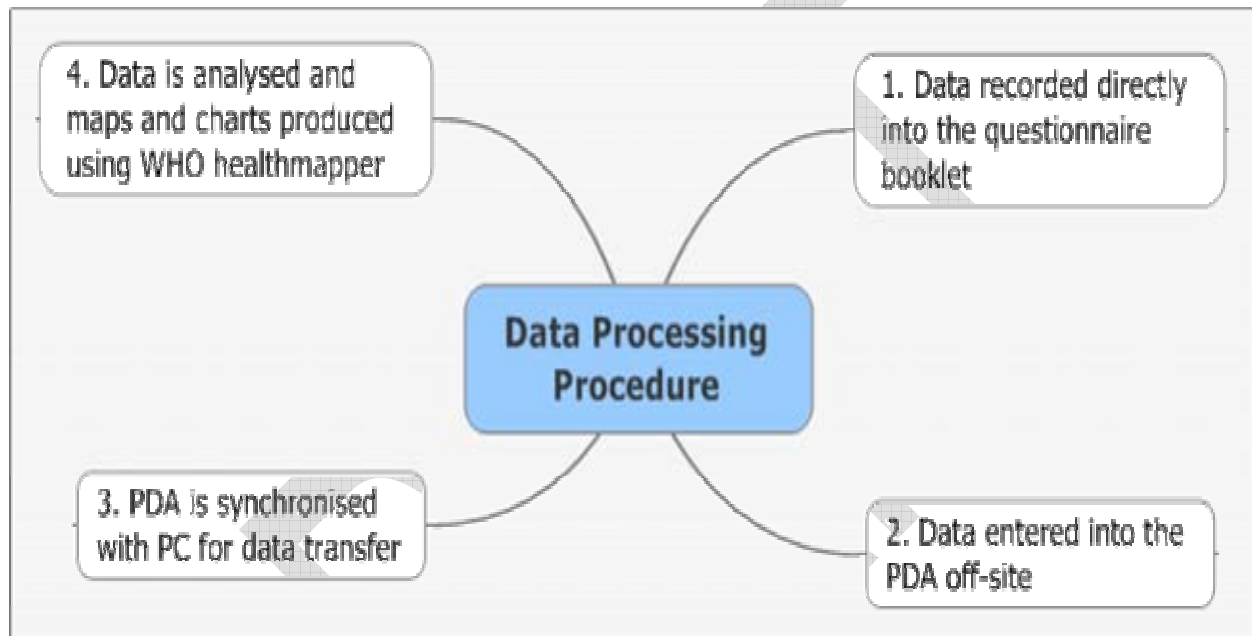 4. Data is analysed and
maps and charts produced
using WHO healthmapper
1. Data recorded directly
into the questionnaire
booklet
Data Processing
Procedure
3. PDA is synchronised
with PC for data transfer
2. Data entered into the
PDA off-site